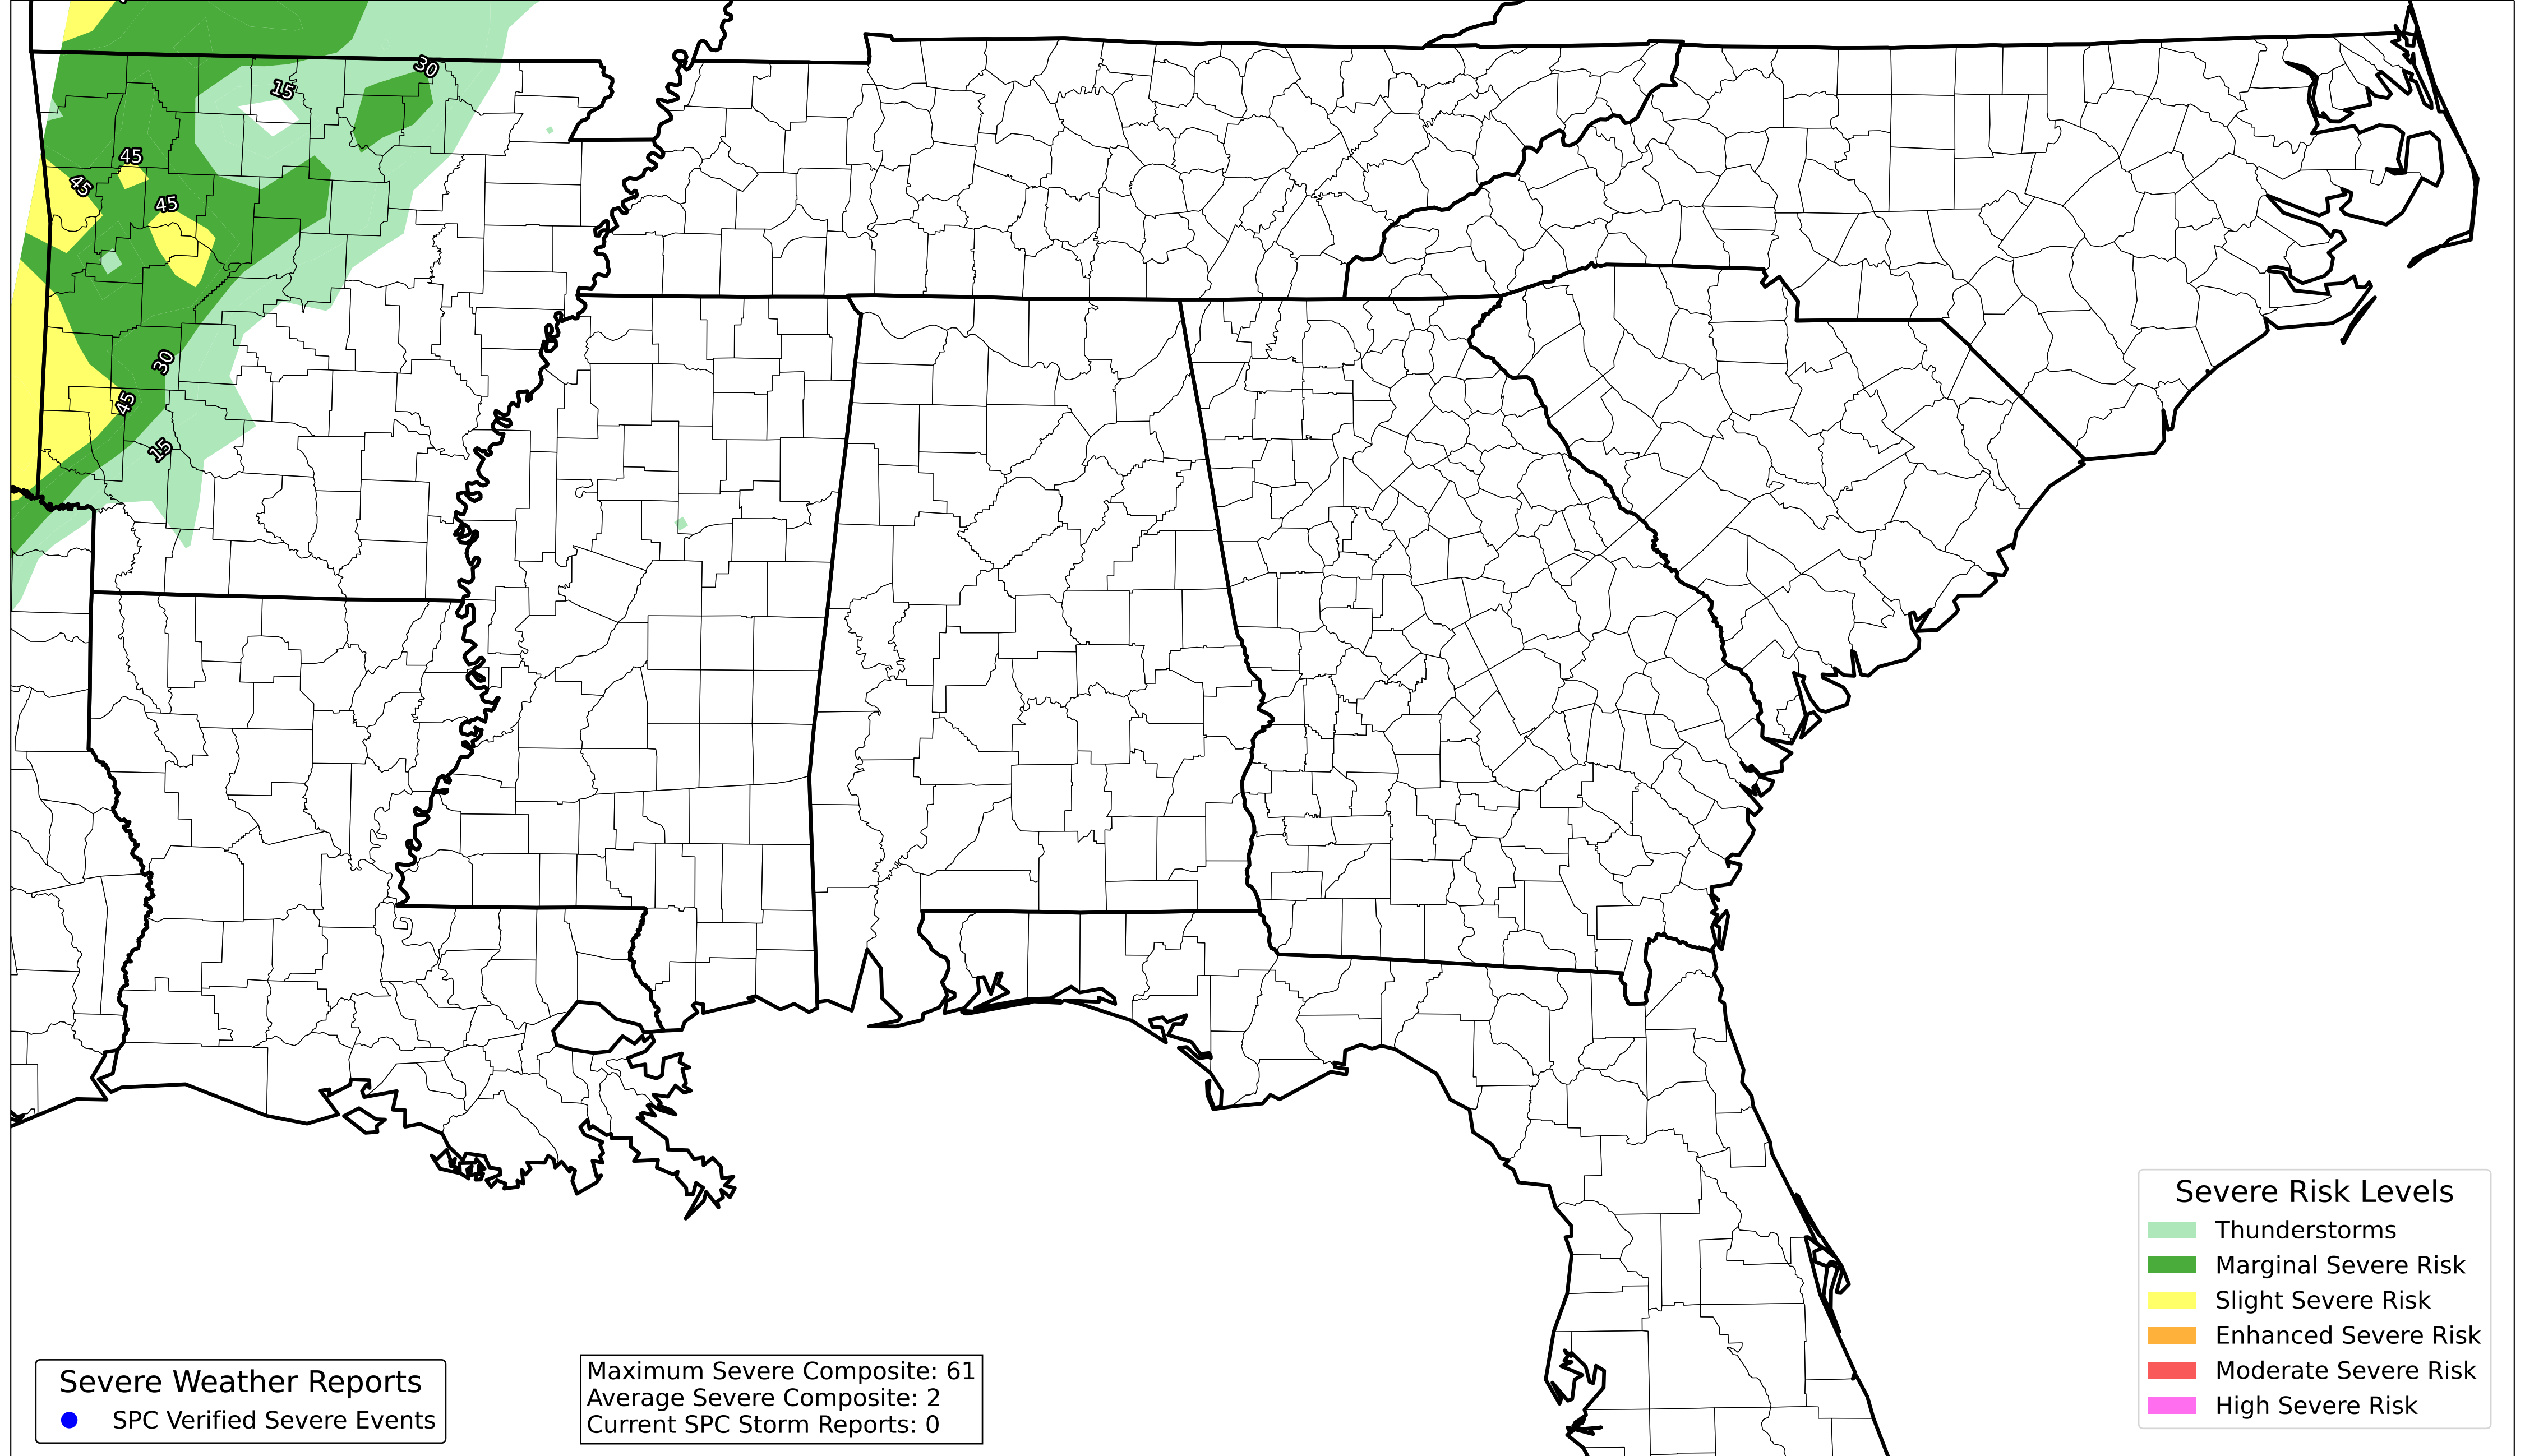 30
15
45
45
45
30
45
15
Severe Risk Levels
Thunderstorms
Marginal Severe Risk
Slight Severe Risk
Enhanced Severe Risk
Moderate Severe Risk
High Severe Risk
Severe Weather Reports
SPC Verified Severe Events
Maximum Severe Composite: 61
Average Severe Composite: 2
Current SPC Storm Reports: 0